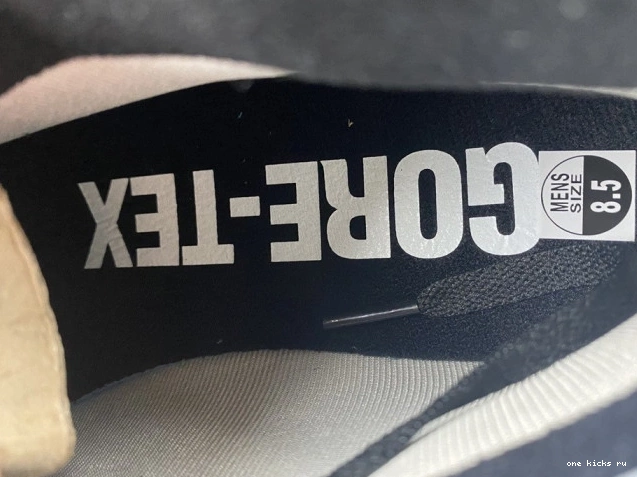 GORE-TEX
MENS
SIZE
8.5
one kicks ru